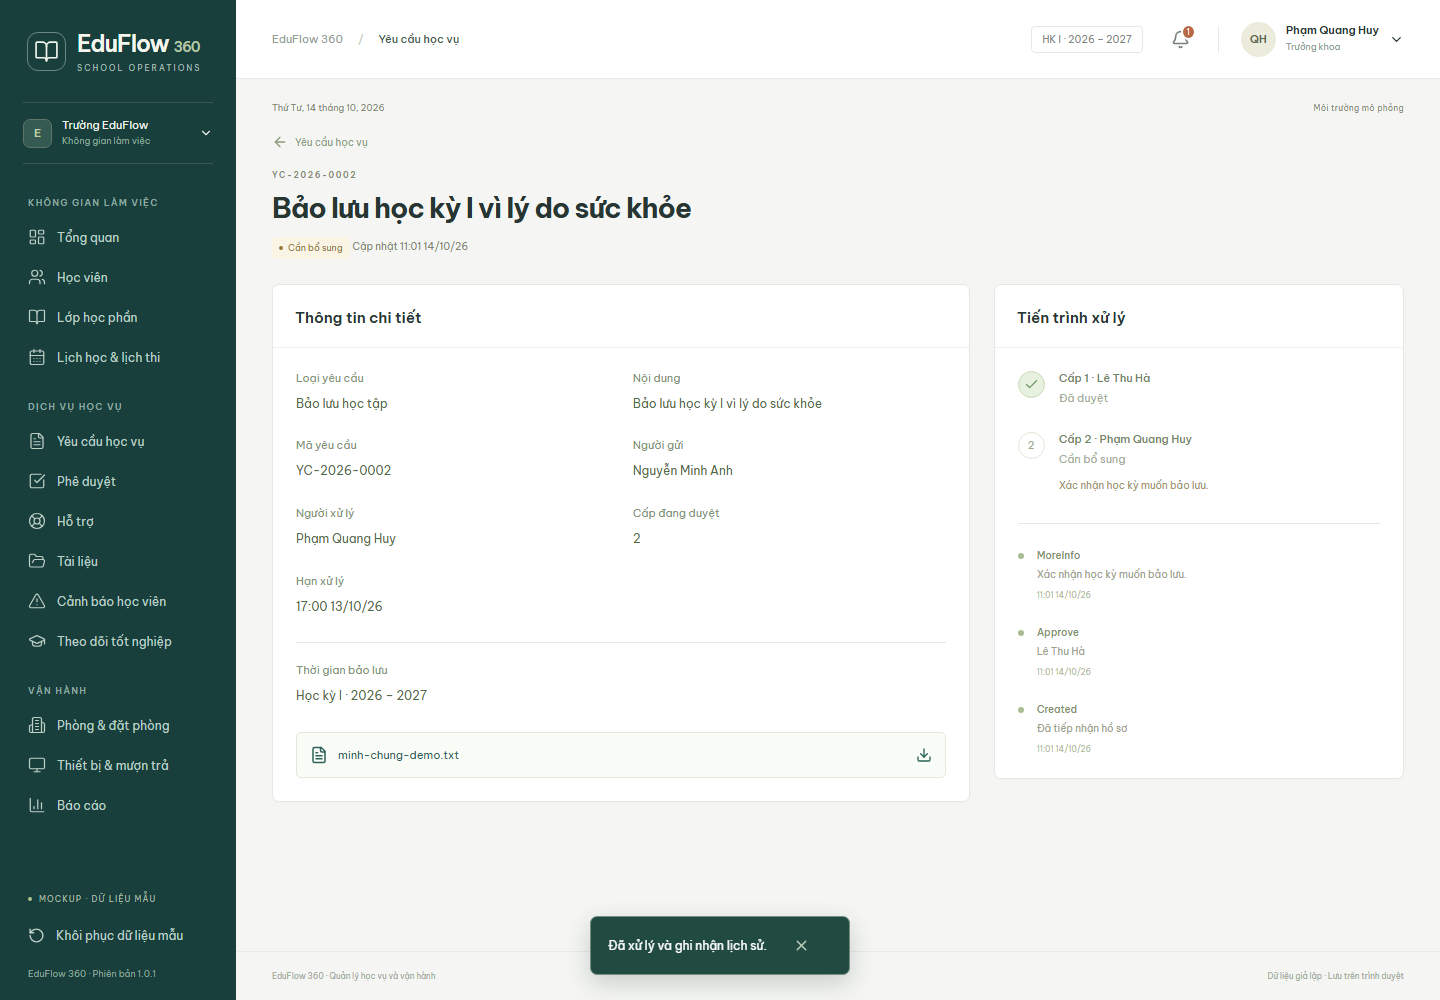 EduFlow 360
SCHOOL OPERATIONS
E
Trường EduFlow
Không gian làm việc
KHÔNG GIAN LÀM VIỆC
Tổng quan
Học viên
Lớp học phần
Lịch học & lịch thi
DỊCH VỤ HỌC VỤ
Yêu cầu học vụ
Phê duyệt
Hỗ trợ
Tài liệu
Cảnh báo học viên
Theo dõi tốt nghiệp
VẬN HÀNH
Phòng & đặt phòng
Thiết bị & mượn trả
Báo cáo
MOCKUP · DỮ LIỆU MẪU
Khôi phục dữ liệu mẫu
EduFlow 360 · Phiên bản 1.0.1
EduFlow 360 / Yêu cầu học vụ
HK I · 2026 – 2027
1
QH
Phạm Quang Huy
Trưởng khoa
Thứ Tư, 14 tháng 10, 2026
Môi trường mô phỏng
Yêu cầu học vụ
YC-2026-0002
Bảo lưu học kỳ I vì lý do sức khỏe
Cần bổ sung Cập nhật 11:01 14/10/26
Thông tin chi tiết
Loại yêu cầu
Bảo lưu học tập
Nội dung
Bảo lưu học kỳ I vì lý do sức khỏe
Mã yêu cầu
YC-2026-0002
Người gửi
Nguyễn Minh Anh
Người xử lý
Phạm Quang Huy
Cấp đang duyệt
2
Hạn xử lý
17:00 13/10/26
Thời gian bảo lưu
Học kỳ I · 2026 – 2027
minh-chung-demo.txt
Tiến trình xử lý
Cấp 1 · Lê Thu Hà
Đã duyệt
2
Cấp 2 · Phạm Quang Huy
Cần bổ sung
Xác nhận học kỳ muốn bảo lưu.
MoreInfo
Xác nhận học kỳ muốn bảo lưu.
11:01 14/10/26
Approve
Lê Thu Hà
11:01 14/10/26
Created
Đã tiếp nhận hồ sơ
11:01 14/10/26
Đã xử lý và ghi nhận lịch sử.
EduFlow 360 · Quản lý học vụ và vận hành
Dữ liệu giả lập · Lưu trên trình duyệt